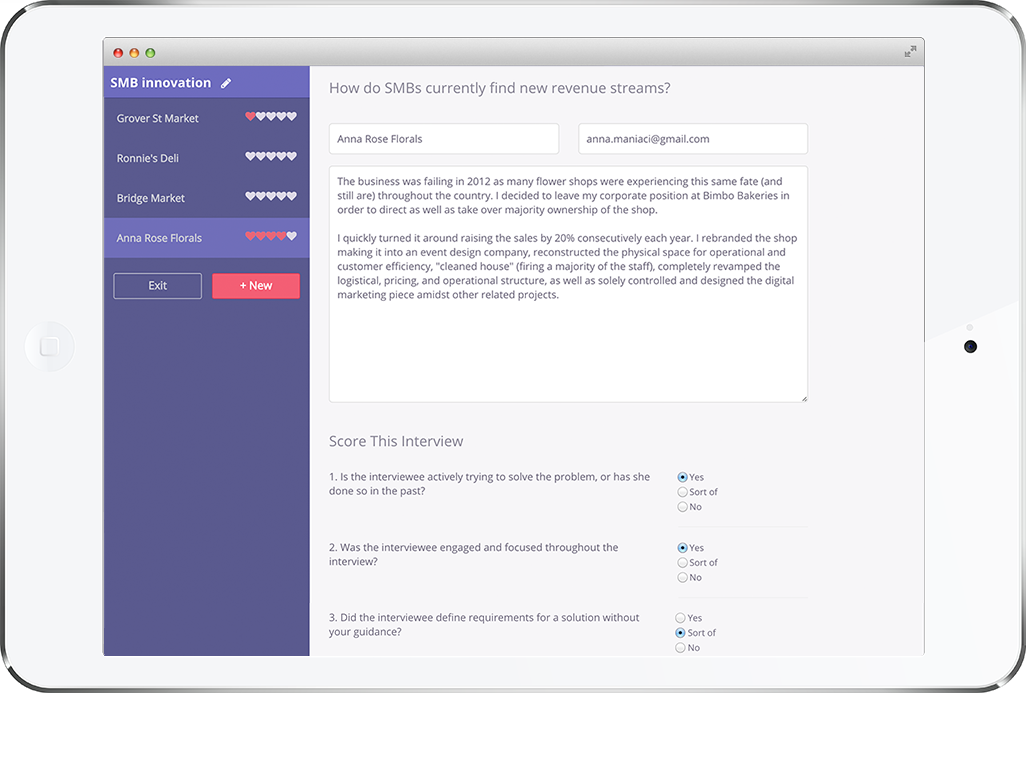 SMB innovation
Grover St Market
Ronnie's Deli
Bridge Market
Anna Rose Florals
Exit
+ New
How do SMBs currently find new revenue streams?
Anna Rose Florals
anna.maniaci@gmail.com
The business was failing in 2012 as many flower shops were experiencing this same fate (and
still are) throughout the country. I decided to leave my corporate position at Bimbo Bakeries in
order to direct as well as take over majority ownership of the shop.
I quickly turned it around raising the sales by 20% consecutively each year. I rebranded the shop
making it into an event design company, reconstructed the physical space for operational and
customer efficiency, "cleaned house" (firing a majority of the staff), completely revamped the
logistical, pricing, and operational structure, as well as solely controlled and designed the digital
marketing piece amidst other related projects.
Score This Interview
1. Is the interviewee actively trying to solve the problem, or has she
done so in the past?
Yes
Sort of
No
2. Was the interviewee engaged and focused throughout the
interview?
Yes
Sort of
No
3. Did the interviewee define requirements for a solution without
your guidance?
Yes
Sort of
No